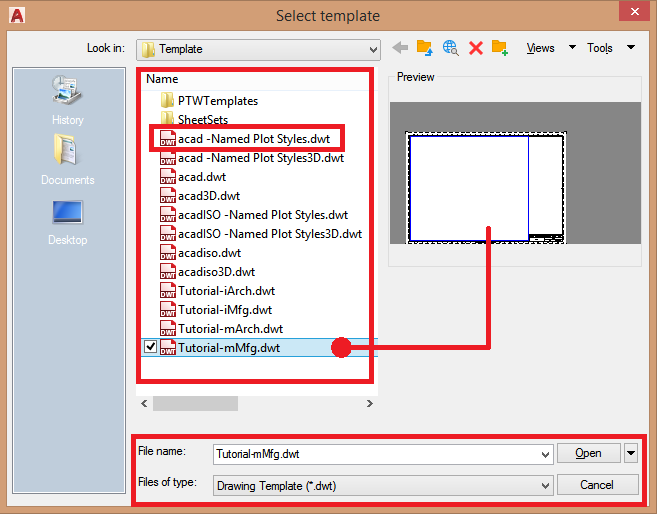 Select template
Look in: Template Views Tools
Name
PTWTemplates
SheetSets
acad -Named Plot Styles.dwt
acad -Named Plot Styles3D.dwt
acad.dwt
acad3D.dwt
acadISO -Named Plot Styles.dwt
acadISO -Named Plot Styles3D.dwt
acadiso.dwt
acadiso3D.dwt
Tutorial-iArch.dwt
Tutorial-iMfg.dwt
Tutorial-mArch.dwt
Tutorial-mMfg.dwt
History
Documents
Desktop
Preview
File name: Tutorial-mMfg.dwt Open
Files of type: Drawing Template (*.dwt) Cancel